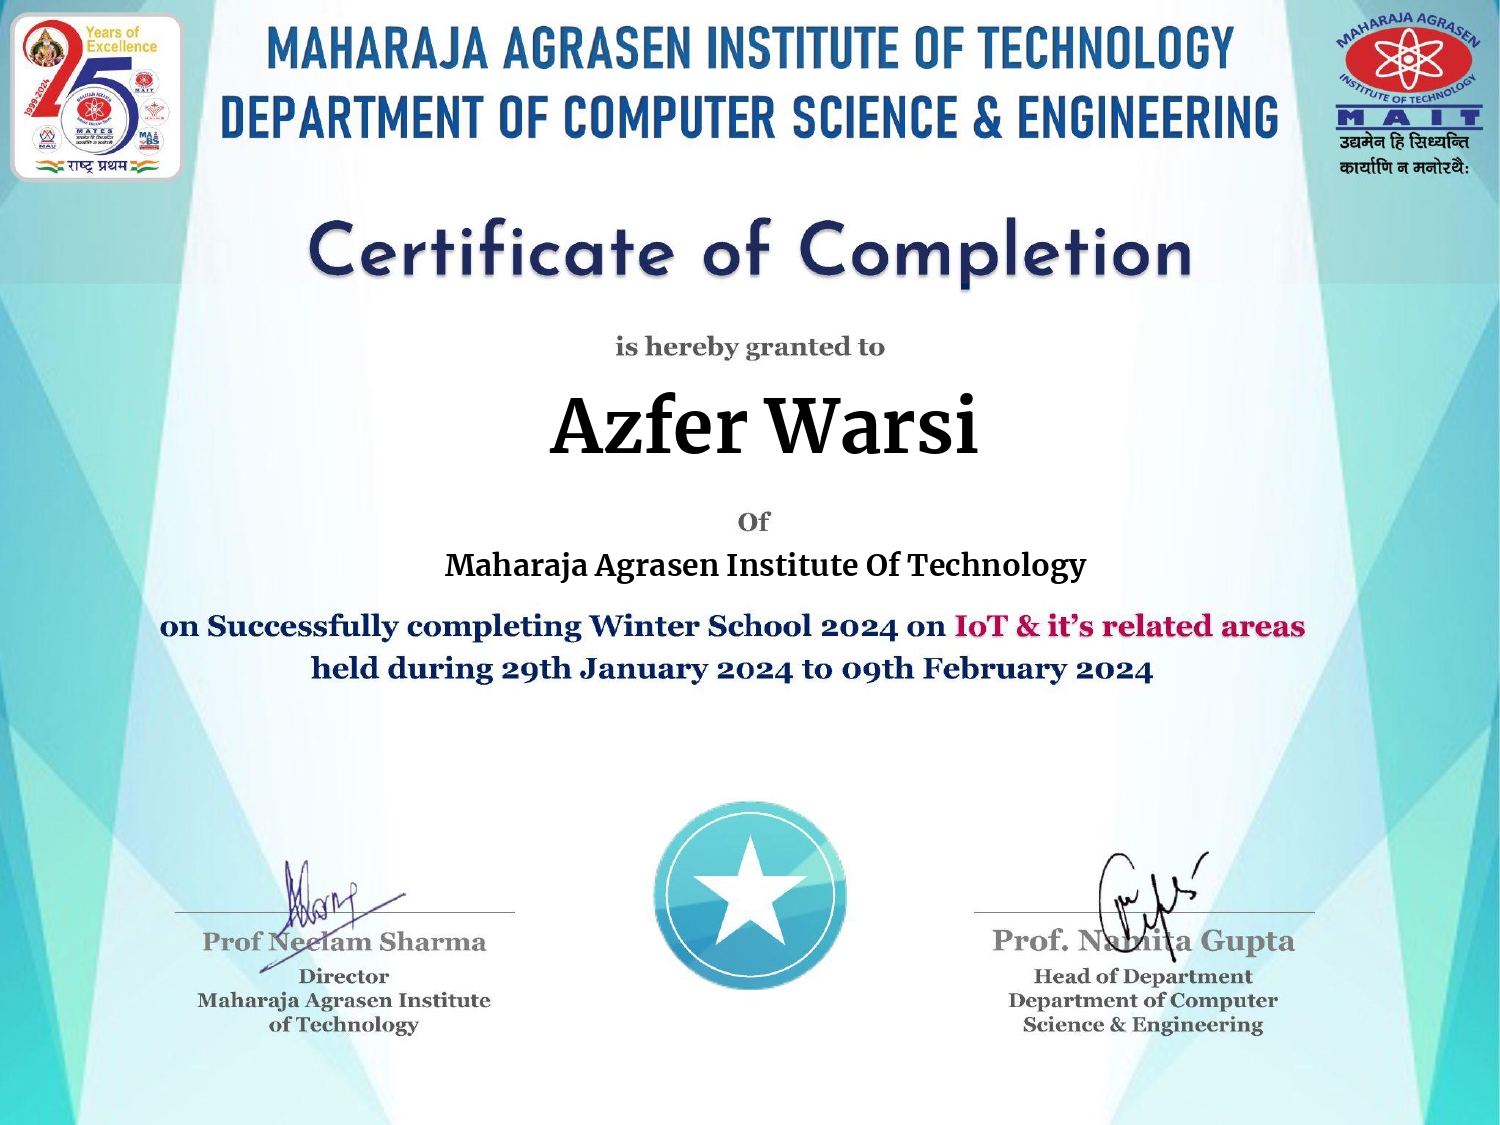 Years of
Excellence
1999-2024
MATES
MAIT
MAU
MA
BS
राष्ट्र प्रथम
MAHARAJA AGRASEN INSTITUTE OF TECHNOLOGY
DEPARTMENT OF COMPUTER SCIENCE & ENGINEERING
MAHARAJA AGRASEN
INSTITUTE OF TECHNOLOGY
MAIT
उद्यमेन हि सिध्यन्ति
कार्याणि न मनोरथैः
Certificate of Completion
is hereby granted to
Azfer Warsi
Of
Maharaja Agrasen Institute Of Technology
on Successfully completing Winter School 2024 on IoT & it's related areas
held during 29th January 2024 to 09th February 2024
Prof Neelam Sharma
Director
Maharaja Agrasen Institute
of Technology
Prof. Namita Gupta
Head of Department
Department of Computer
Science & Engineering